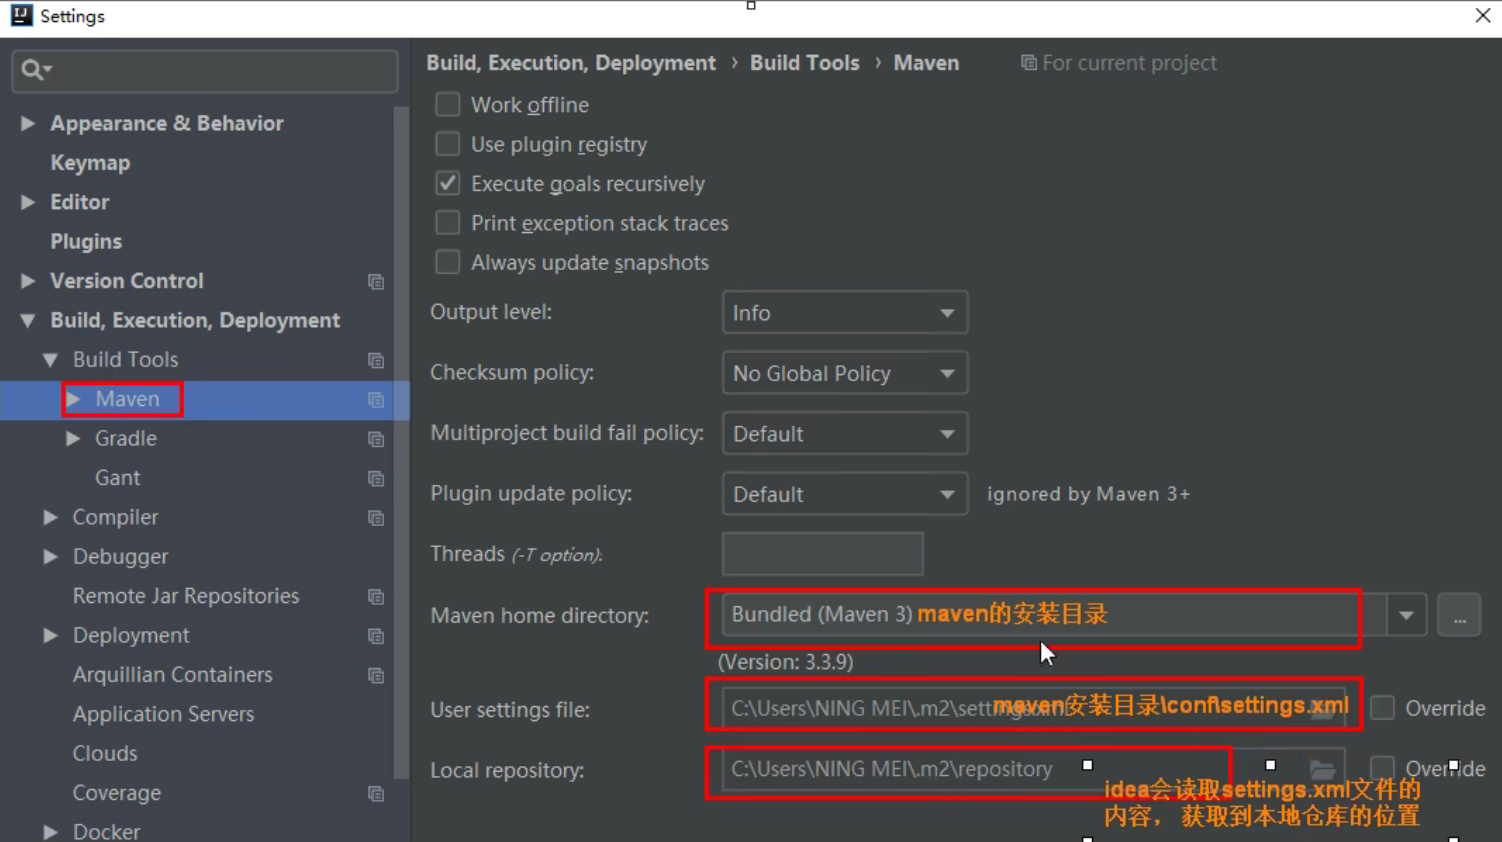 Settings
Build, Execution, Deployment › Build Tools › Maven
For current project
Appearance & Behavior
Keymap
Editor
Plugins
Version Control
Build, Execution, Deployment
Build Tools
Maven
Gradle
Gant
Compiler
Debugger
Remote Jar Repositories
Deployment
Arquillian Containers
Application Servers
Clouds
Coverage
Docker
Work offline
Use plugin registry
Execute goals recursively
Print exception stack traces
Always update snapshots
Output level: Info
Checksum policy: No Global Policy
Multiproject build fail policy: Default
Plugin update policy: Default ignored by Maven 3+
Threads (-T option):
Maven home directory: Bundled (Maven 3) maven的安装目录 ...
(Version: 3.3.9)
User settings file: C:\Users\NING MEI\.m2\settings.xml maven安装目录\conf\settings.xml Override
Local repository: C:\Users\NING MEI\.m2\repository Override
idea会读取settings.xml文件的
内容，获取到本地仓库的位置